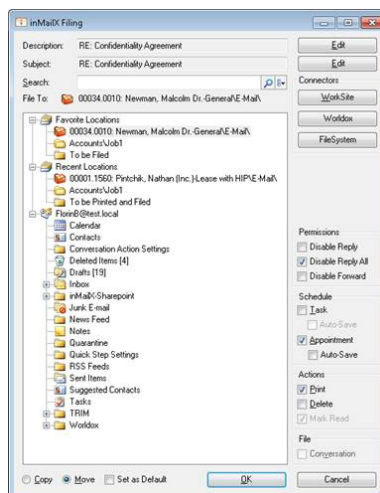 inMailX Filing
Description: RE: Confidentiality Agreement Edit
Subject: RE: Confidentiality Agreement Edit
Search: Connectors
File To: 00034.0010: Newman, Malcolm Dr.-General\E-Mail\ WorkSite
Favorite Locations Worldox
00034.0010: Newman, Malcolm Dr.-General\E-Mail\
Accounts\Job1 FileSystem
To be Filed
Recent Locations
00001.1560: Pintchik, Nathan (Inc.)-Lease with HIP\E-Mail\
Accounts\Job1
To be Printed and Filed
FlorinB@test.local
Calendar
Contacts Permissions
Conversation Action Settings Disable Reply
Deleted Items [4] Disable Reply All
Drafts [19] Disable Forward
Inbox
inMailX-Sharepoint Schedule
Junk E-mail Task
News Feed Auto-Save
Notes Appointment
Quarantine Auto-Save
Quick Step Settings
RSS Feeds Actions
Sent Items Print
Suggested Contacts Delete
Tasks Mark Read
TRIM
Worldox File
Conversation
Copy Move Set as Default OK Cancel